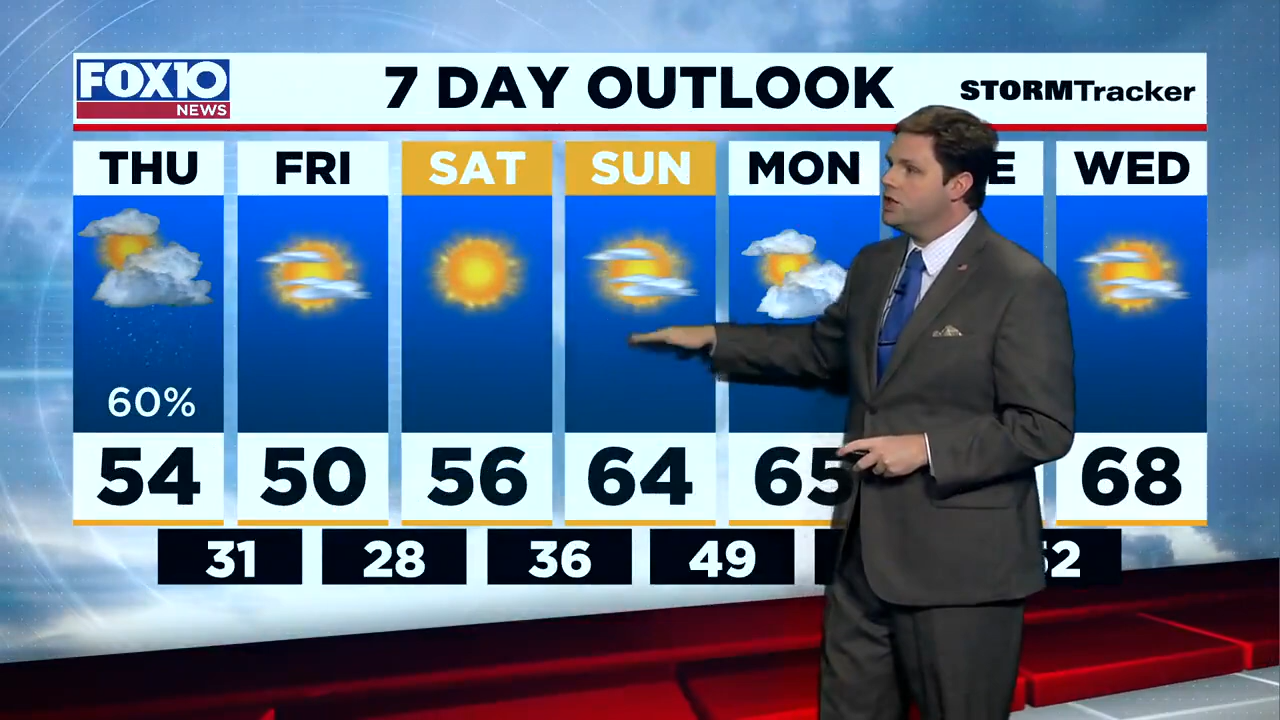 FOX10
NEWS
7 DAY OUTLOOK
STORMTracker
THU FRI SAT SUN MON WED
60%
54 50 56 64 65 68
31 28 36 49